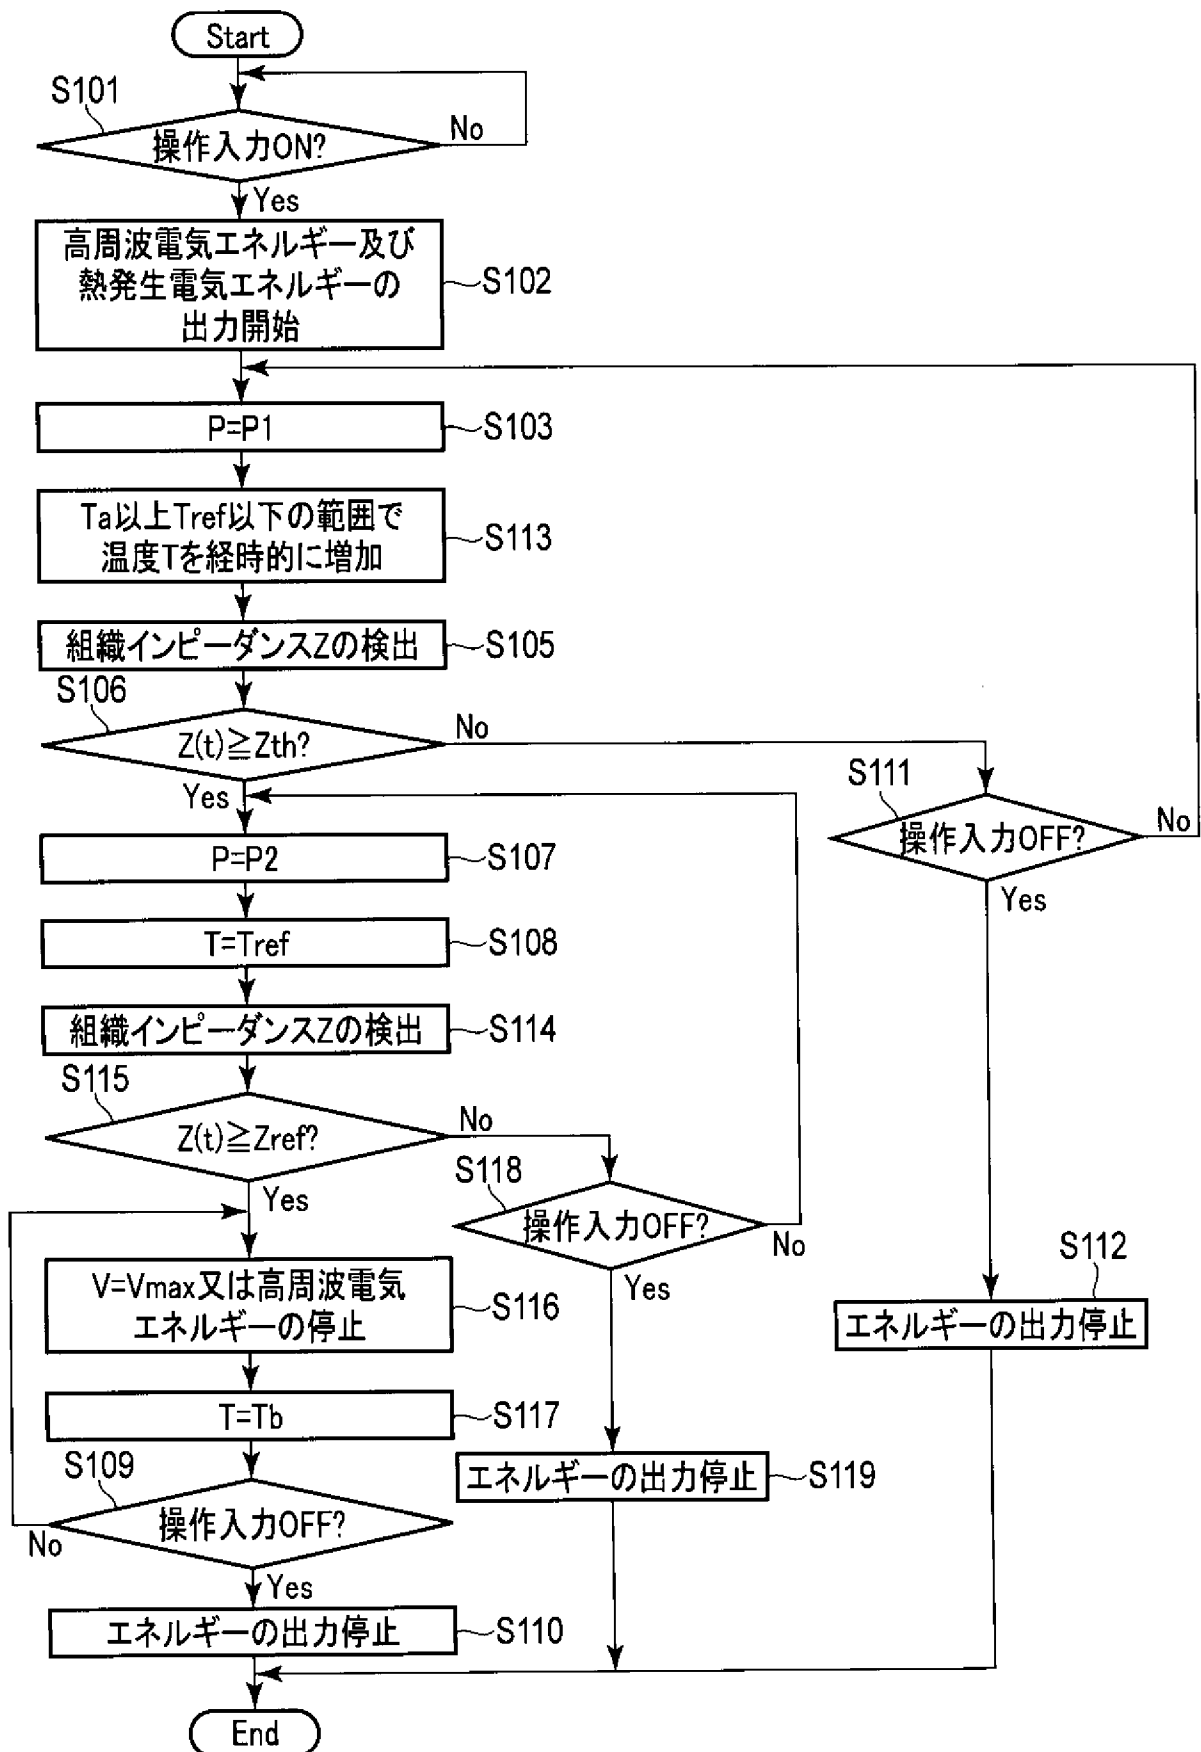 Start
S101
操作入力ON?
No
Yes
高周波電気エネルギー及び
熱発生電気エネルギーの
出力開始
S102
P=P1
S103
Ta以上Tref以下の範囲で
温度Tを経時的に増加
S113
組織インピーダンスZの検出
S105
S106
Z(t)≧Zth?
No
Yes
S111
操作入力OFF?
No
Yes
P=P2
S107
T=Tref
S108
組織インピーダンスZの検出
S114
S115
Z(t)≧Zref?
No
Yes
S118
操作入力OFF?
No
Yes
S112
エネルギーの出力停止
V=Vmax又は高周波電気
エネルギーの停止
S116
T=Tb
S117
S109
操作入力OFF?
No
Yes
エネルギーの出力停止
S119
エネルギーの出力停止
S110
End